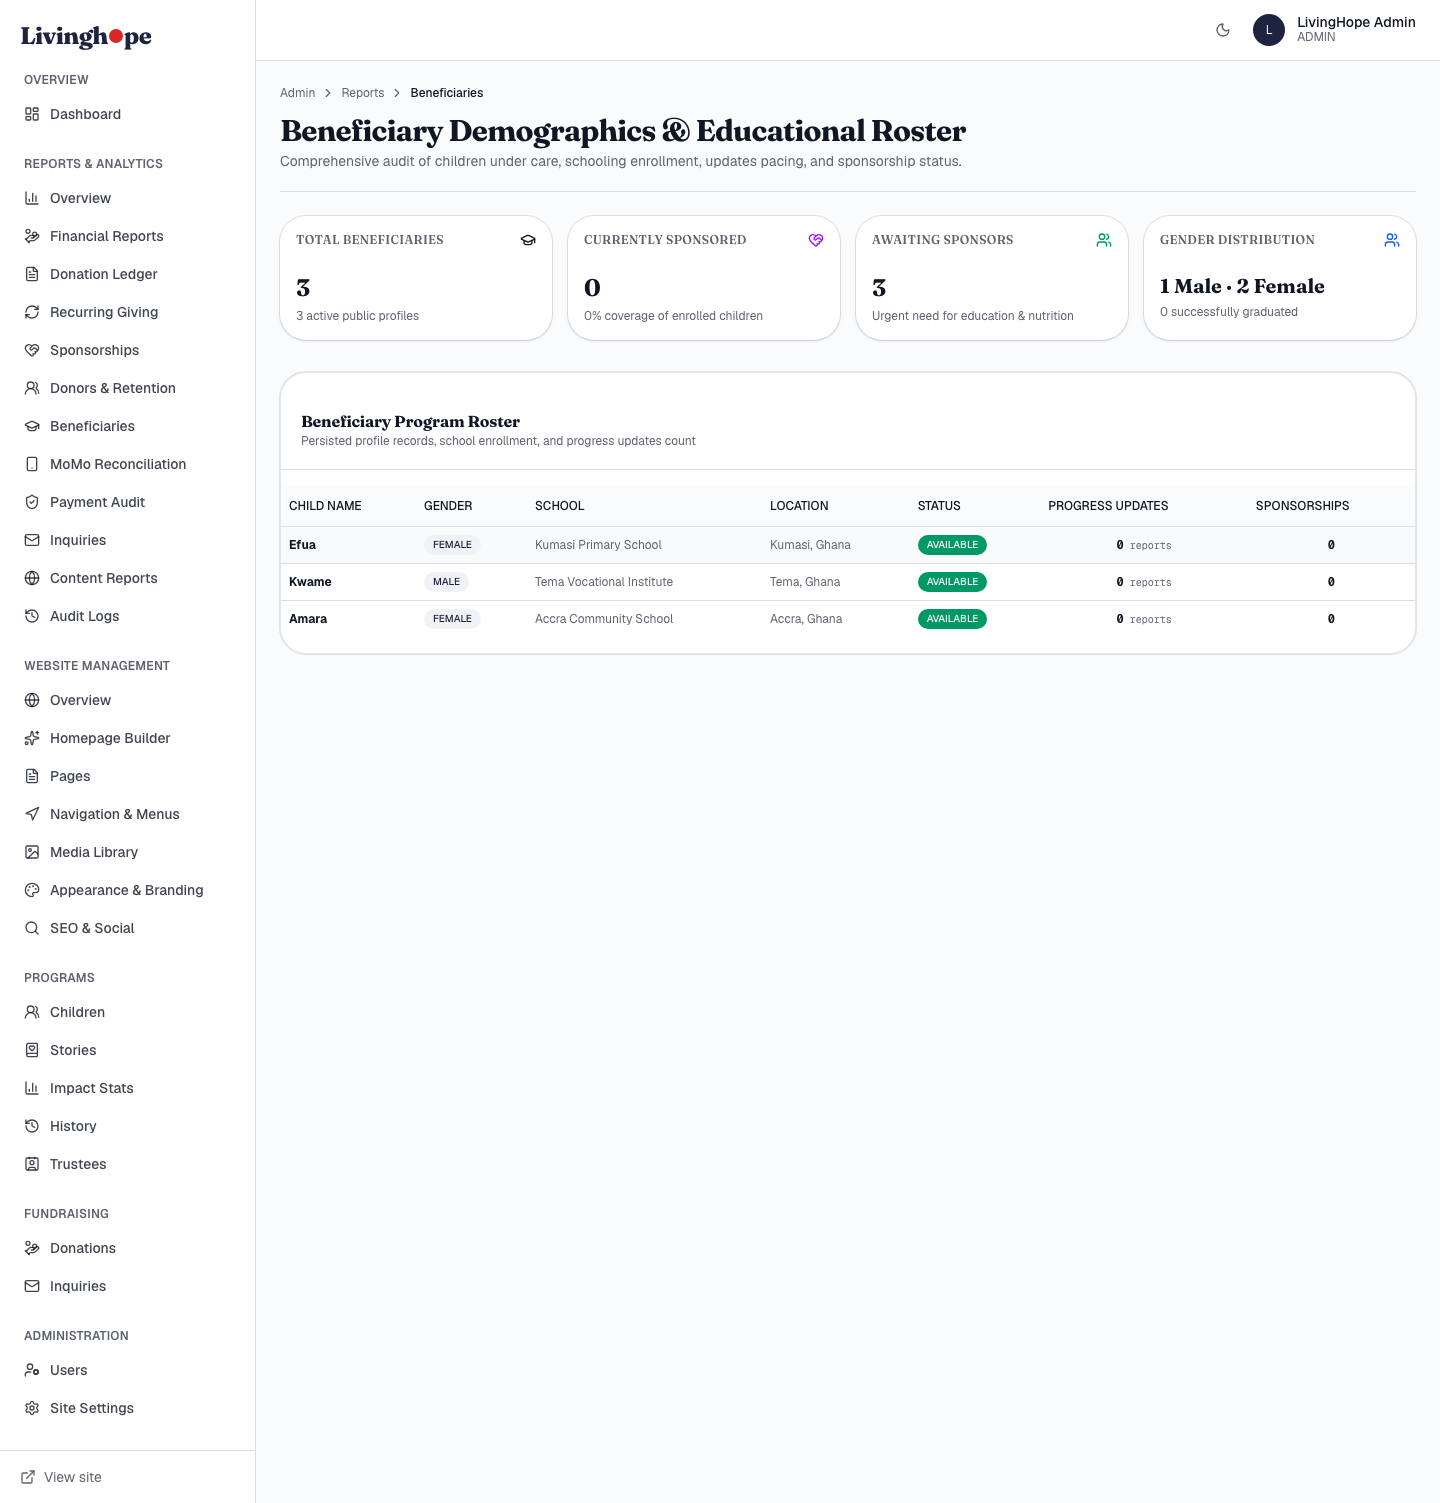 Livinghope
OVERVIEW
Dashboard
REPORTS & ANALYTICS
Overview
Financial Reports
Donation Ledger
Recurring Giving
Sponsorships
Donors & Retention
Beneficiaries
MoMo Reconciliation
Payment Audit
Inquiries
Content Reports
Audit Logs
WEBSITE MANAGEMENT
Overview
Homepage Builder
Pages
Navigation & Menus
Media Library
Appearance & Branding
SEO & Social
PROGRAMS
Children
Stories
Impact Stats
History
Trustees
FUNDRAISING
Donations
Inquiries
ADMINISTRATION
Users
Site Settings
View site
L
LivingHope Admin
ADMIN
Admin > Reports > Beneficiaries
Beneficiary Demographics & Educational Roster
Comprehensive audit of children under care, schooling enrollment, updates pacing, and sponsorship status.
TOTAL BENEFICIARIES
3
3 active public profiles
CURRENTLY SPONSORED
0
0% coverage of enrolled children
AWAITING SPONSORS
3
Urgent need for education & nutrition
GENDER DISTRIBUTION
1 Male · 2 Female
0 successfully graduated
Beneficiary Program Roster
Persisted profile records, school enrollment, and progress updates count
CHILD NAME GENDER SCHOOL LOCATION STATUS PROGRESS UPDATES SPONSORSHIPS
Efua FEMALE Kumasi Primary School Kumasi, Ghana AVAILABLE 0 reports 0
Kwame MALE Tema Vocational Institute Tema, Ghana AVAILABLE 0 reports 0
Amara FEMALE Accra Community School Accra, Ghana AVAILABLE 0 reports 0